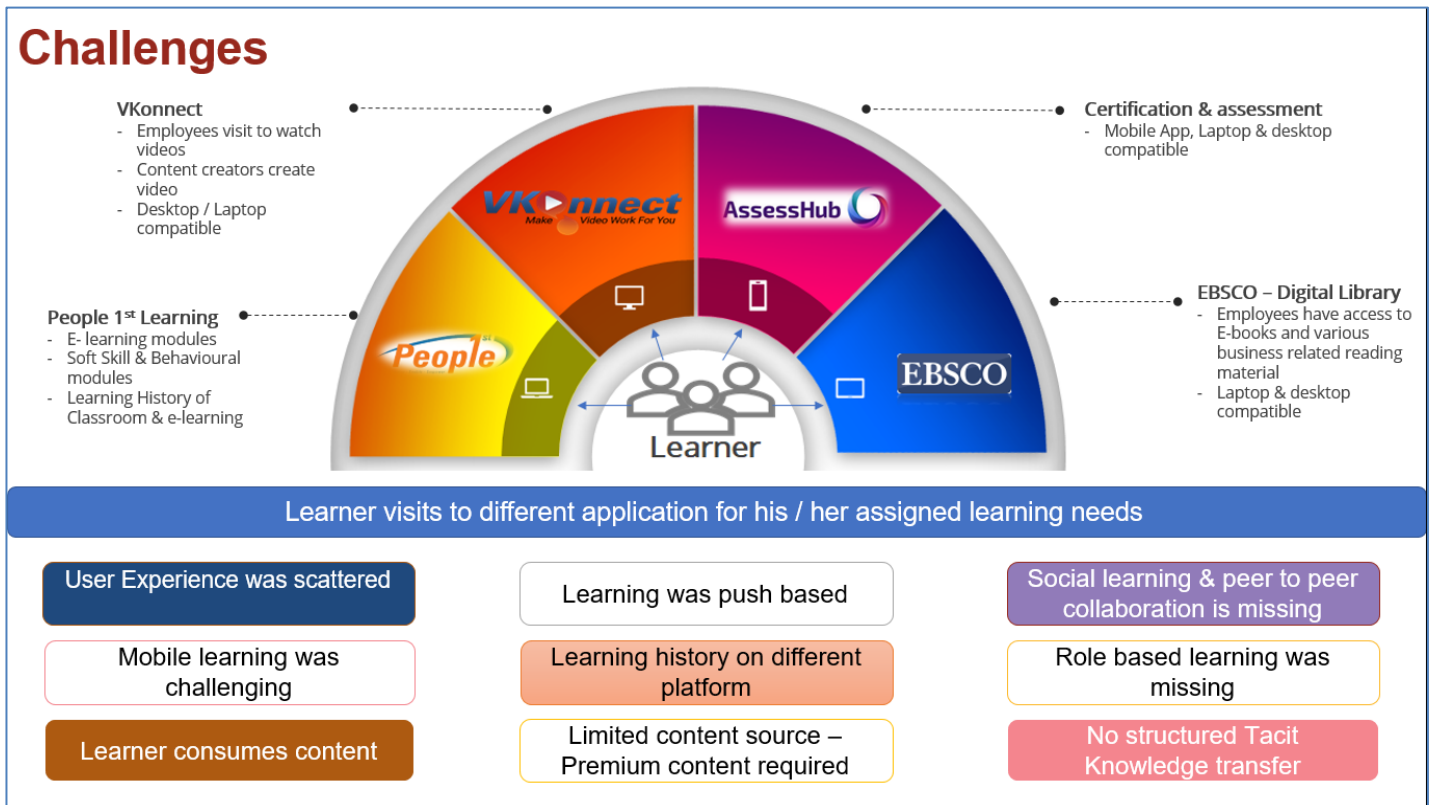 Challenges
VKonnect
- Employees visit to watch
videos
- Content creators create
video
- Desktop / Laptop
compatible
Certification & assessment
- Mobile App, Laptop & desktop
compatible
People 1st Learning
- E- learning modules
- Soft Skill & Behavioural
modules
- Learning History of
Classroom & e-learning
EBSCO – Digital Library
- Employees have access to
E-books and various
business related reading
material
- Laptop & desktop
compatible
VKonnect
Make Video Work For You
AssessHub
People 1st
EBSCO
Learner
Learner visits to different application for his / her assigned learning needs
User Experience was scattered
Learning was push based
Social learning & peer to peer
collaboration is missing
Mobile learning was
challenging
Learning history on different
platform
Role based learning was
missing
Learner consumes content
Limited content source –
Premium content required
No structured Tacit
Knowledge transfer